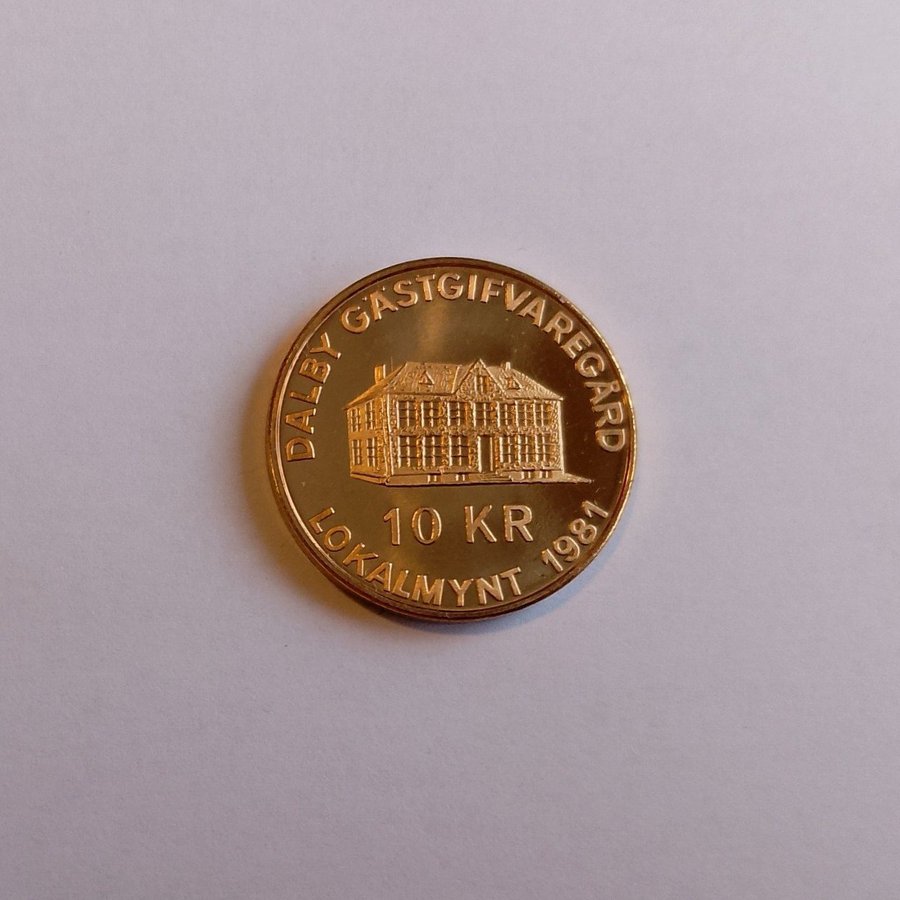 DALBY GÄSTGIFVAREGÅRD
10 KR
LOKALMYNT 1981